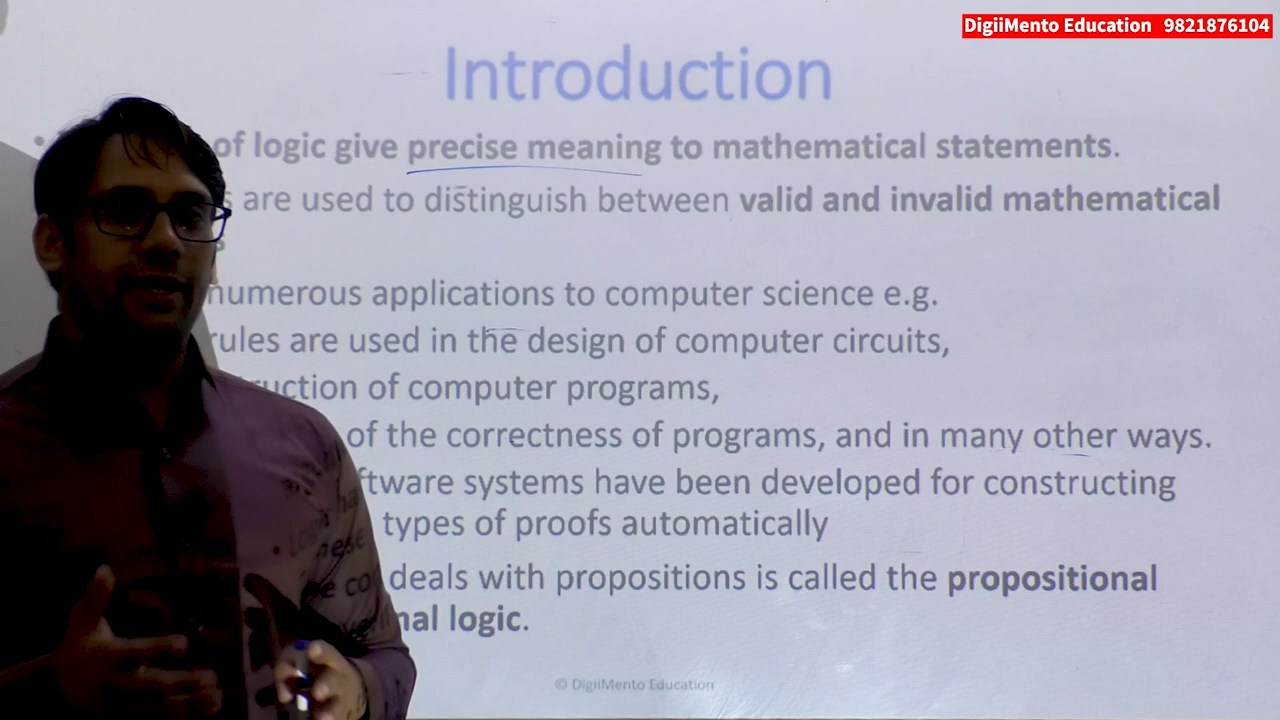 DigiiMento Education 9821876104
Introduction
of logic give precise meaning to mathematical statements.
are used to distinguish between valid and invalid mathematical
numerous applications to computer science e.g.
rules are used in the design of computer circuits,
of computer programs,
of the correctness of programs, and in many other ways.
systems have been developed for constructing
types of proofs automatically
deals with propositions is called the propositional
logic.
© DigiiMento Education